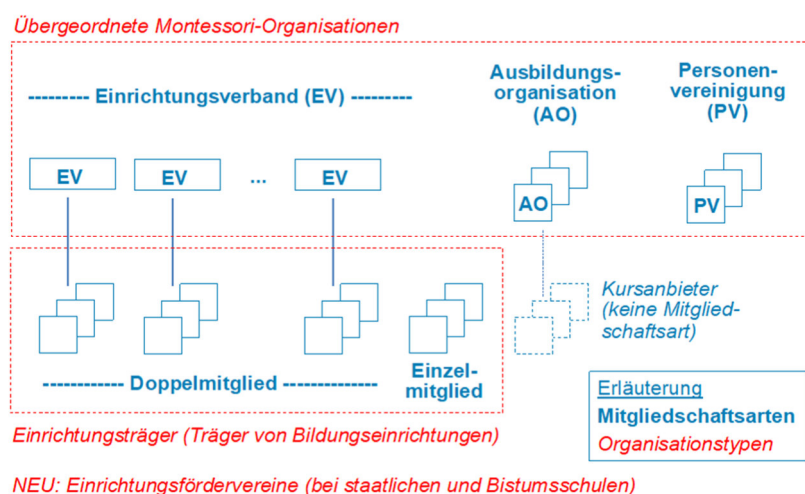 Übergeordnete Montessori-Organisationen
--------- Einrichtungsverband (EV) ---------
Ausbildungs-
organisation
(AO)
Personen-
vereinigung
(PV)
EV
EV
...
EV
AO
PV
Kursanbieter
(keine Mitglied-
schaftsart)
--------- Doppelmitglied ---------
Einzel-
mitglied
Erläuterung
Mitgliedschaftsarten
Organisationstypen
Einrichtungsträger (Träger von Bildungseinrichtungen)
NEU: Einrichtungsfördervereine (bei staatlichen und Bistumsschulen)